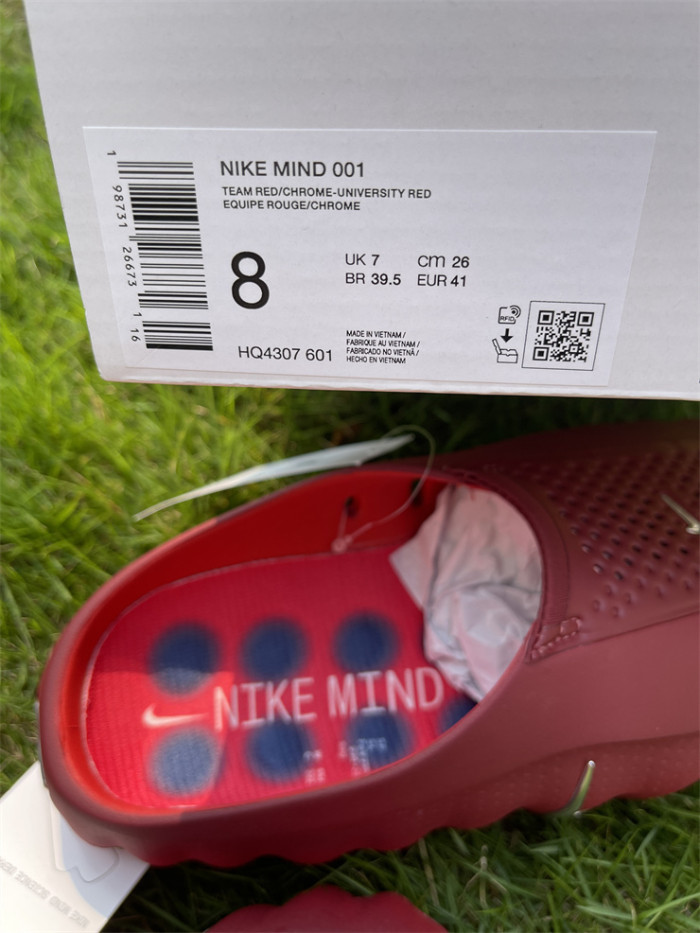 NIKE MIND 001
TEAM RED/CHROME-UNIVERSITY RED
EQUIPE ROUGE/CHROME
8
UK 7 cm 26
BR 39.5 EUR 41
HQ4307 601
MADE IN VIETNAM /
FABRIQUE AU VIETNAM /
FABRICADO NO VIETNÃ /
HECHO EN VIETNAM
RFID
1 98731 26673 1 16
NIKE MIND